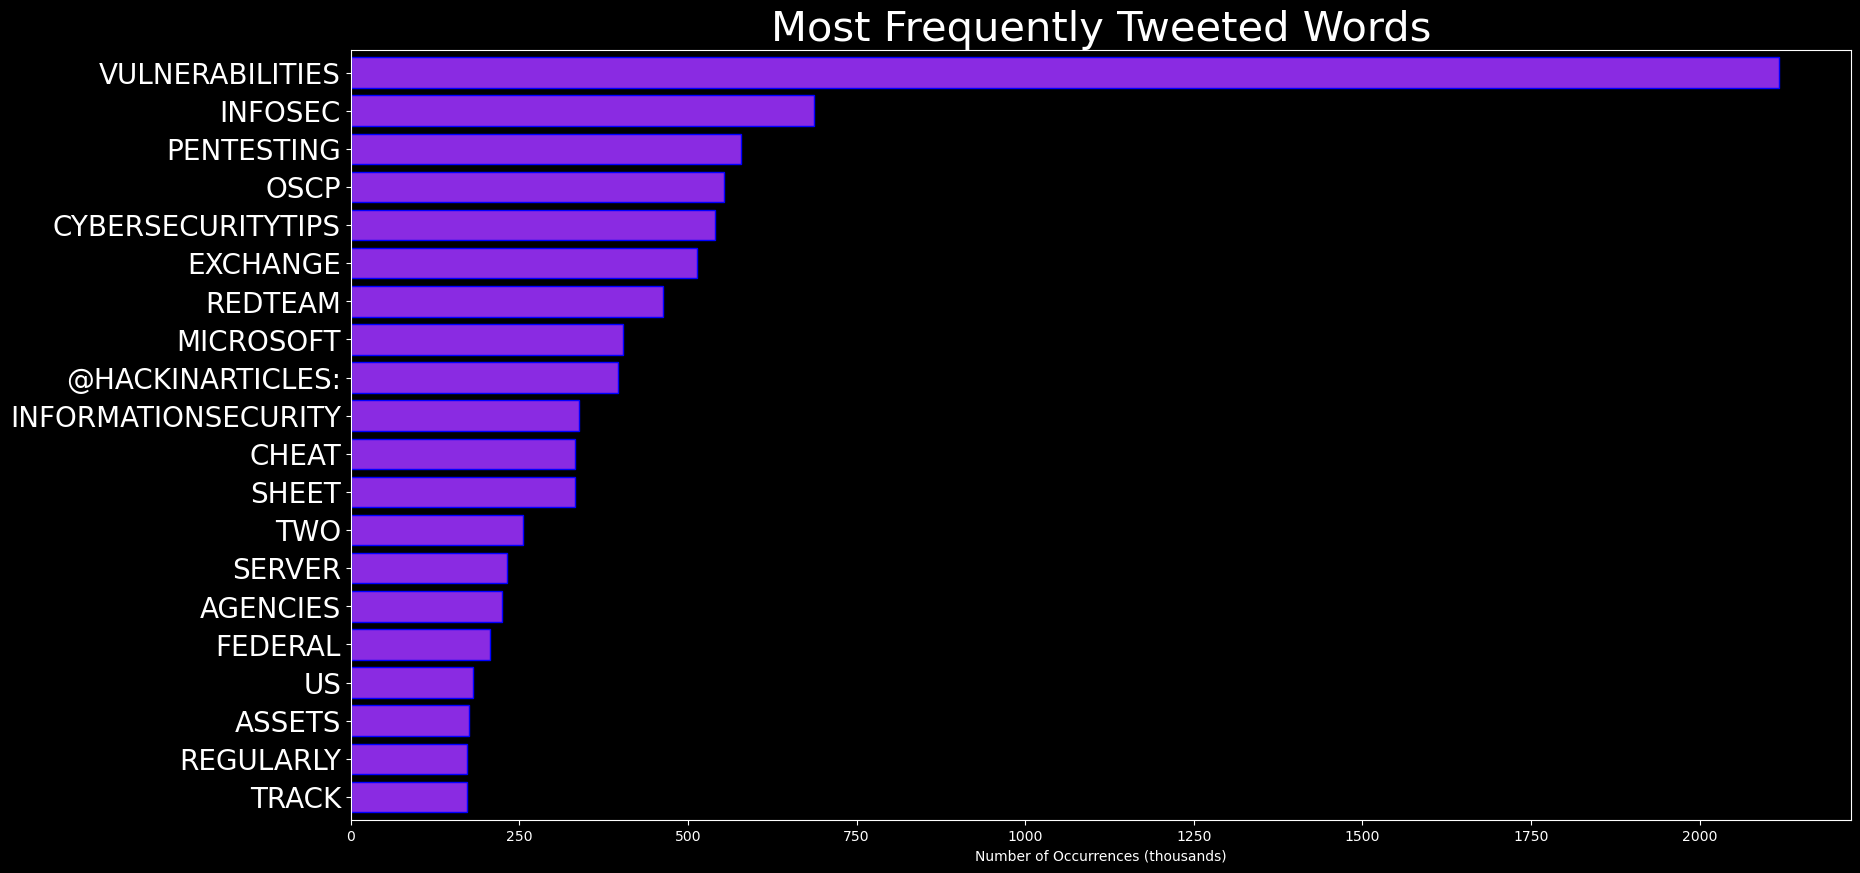 Most Frequently Tweeted Words
VULNERABILITIES
INFOSEC
PENTESTING
OSCP
CYBERSECURITYTIPS
EXCHANGE
REDTEAM
MICROSOFT
@HACKINARTICLES:
INFORMATIONSECURITY
CHEAT
SHEET
TWO
SERVER
AGENCIES
FEDERAL
US
ASSETS
REGULARLY
TRACK
0 250 500 750 1000 1250 1500 1750 2000
Number of Occurrences (thousands)